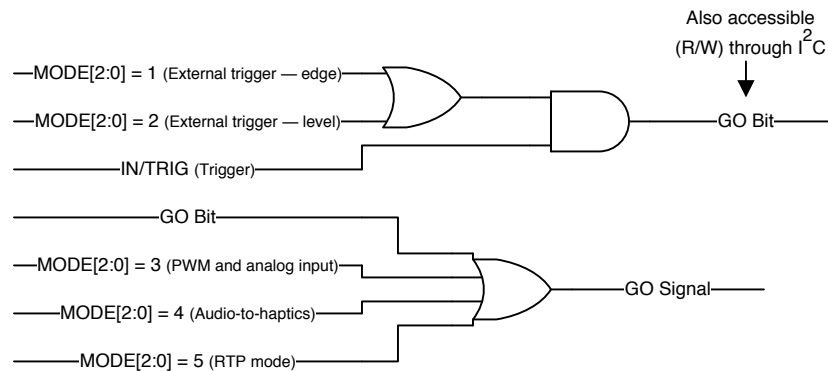 Also accessible
(R/W) through I²C
MODE[2:0] = 1 (External trigger — edge)
MODE[2:0] = 2 (External trigger — level)
GO Bit
IN/TRIG (Trigger)
GO Bit
MODE[2:0] = 3 (PWM and analog input)
GO Signal
MODE[2:0] = 4 (Audio-to-haptics)
MODE[2:0] = 5 (RTP mode)